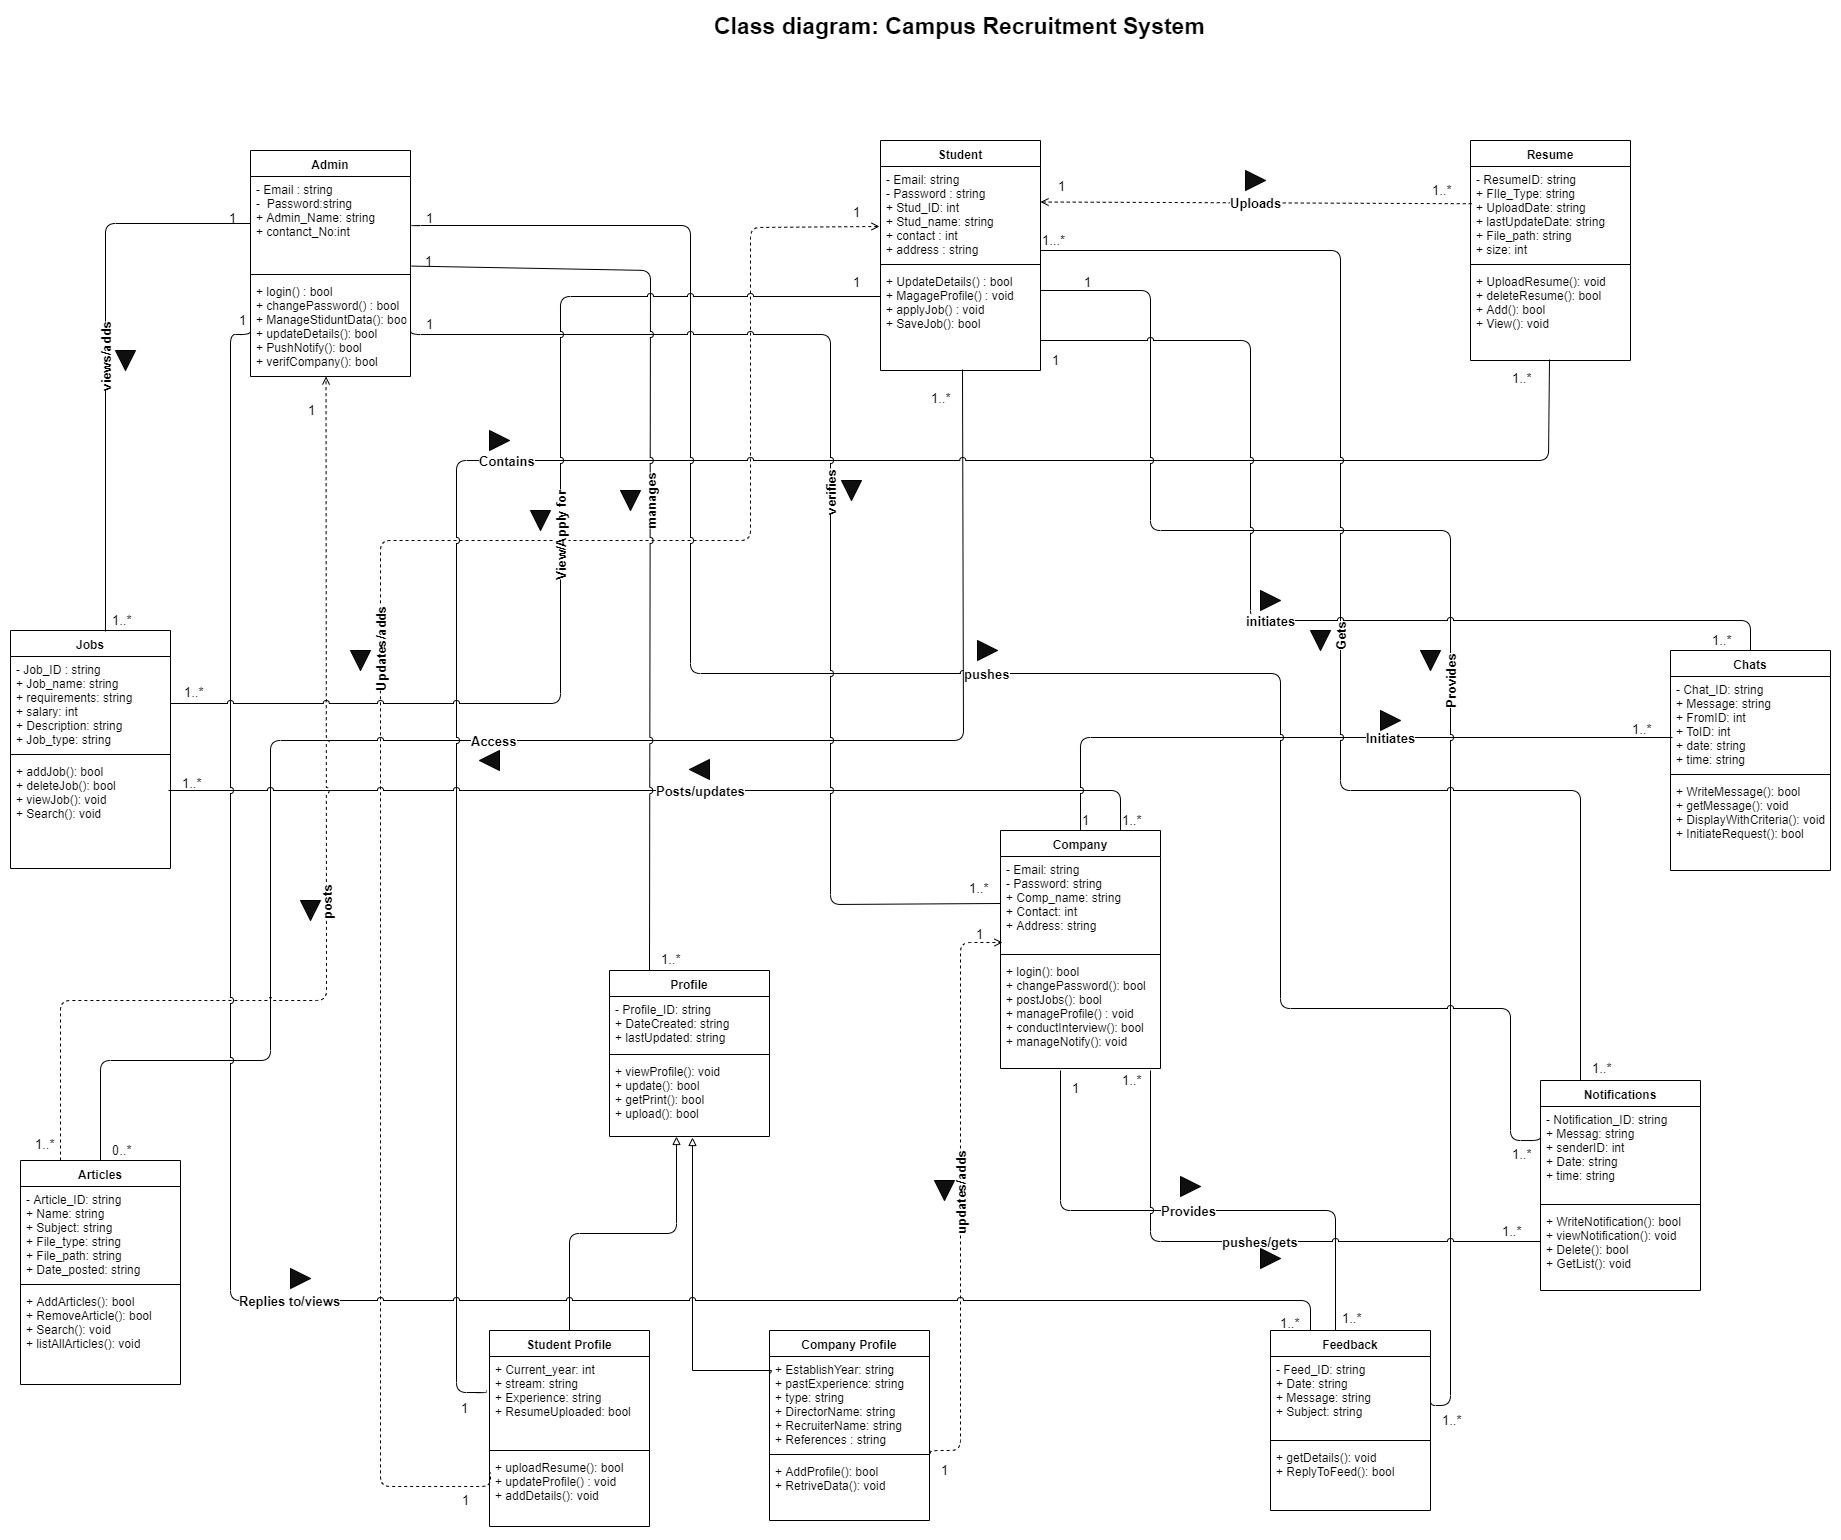 Class diagram: Campus Recruitment System
Admin
- Email : string
-  Password:string
+ Admin_Name: string
+ contanct_No:int
+ login() : bool
+ changePassword() : bool
+ ManageStiduntData(): boo
+ updateDetails(): bool
+ PushNotify(): bool
+ verifCompany(): bool
Student
- Email: string
- Password : string
+ Stud_ID: int
+ Stud_name: string
+ contact : int
+ address : string
+ UpdateDetails() : bool
+ MagageProfile() : void
+ applyJob() : void
+ SaveJob(): bool
Resume
- ResumeID: string
+ FIle_Type: string
+ UploadDate: string
+ lastUpdateDate: string
+ File_path: string
+ size: int
+ UploadResume(): void
+ deleteResume(): bool
+ Add(): bool
+ View(): void
1
1
1
1
1
1
1
1
1
1...*
1
1
1..*
Uploads
1..*
1..*
views/adds
Contains
View/Apply for
manages
verifies
Updates/adds
1..*
Jobs
- Job_ID : string
+ Job_name: string
+ requirements: string
+ salary: int
+ Description: string
+ Job_type: string
+ addJob(): bool
+ deleteJob(): bool
+ viewJob(): void
+ Search(): void
1..*
1..*
initiates
Gets
Provides
pushes
Access
Posts/updates
Initiates
1..*
1..*
Chats
- Chat_ID: string
+ Message: string
+ FromID: int
+ ToID: int
+ date: string
+ time: string
+ WriteMessage(): bool
+ getMessage(): void
+ DisplayWithCriteria(): void
+ InitiateRequest(): bool
1
1..*
Company
- Email: string
- Password: string
+ Comp_name: string
+ Contact: int
+ Address: string
+ login(): bool
+ changePassword(): bool
+ postJobs(): bool
+ manageProfile() : void
+ conductInterview(): bool
+ manageNotify(): void
1..*
1
1
1..*
posts
1..*
Profile
- Profile_ID: string
+ DateCreated: string
+ lastUpdated: string
+ viewProfile(): void
+ update(): bool
+ getPrint(): bool
+ upload(): bool
1..*
Notifications
- Notification_ID: string
+ Messag: string
+ senderID: int
+ Date: string
+ time: string
+ WriteNotification(): bool
+ viewNotification(): void
+ Delete(): bool
+ GetList(): void
1..*
1..*
1..*
0..*
Articles
- Article_ID: string
+ Name: string
+ Subject: string
+ File_type: string
+ File_path: string
+ Date_posted: string
+ AddArticles(): bool
+ RemoveArticle(): bool
+ Search(): void
+ listAllArticles(): void
updates/adds
Provides
pushes/gets
Replies to/views
Student Profile
+ Current_year: int
+ stream: string
+ Experience: string
+ ResumeUploaded: bool
+ uploadResume(): bool
+ updateProfile() : void
+ addDetails(): void
1
1
Company Profile
+ EstablishYear: string
+ pastExperience: string
+ type: string
+ DirectorName: string
+ RecruiterName: string
+ References : string
+ AddProfile(): bool
+ RetriveData(): void
1
1..*
1..*
Feedback
- Feed_ID: string
+ Date: string
+ Message: string
+ Subject: string
+ getDetails(): void
+ ReplyToFeed(): bool
1..*